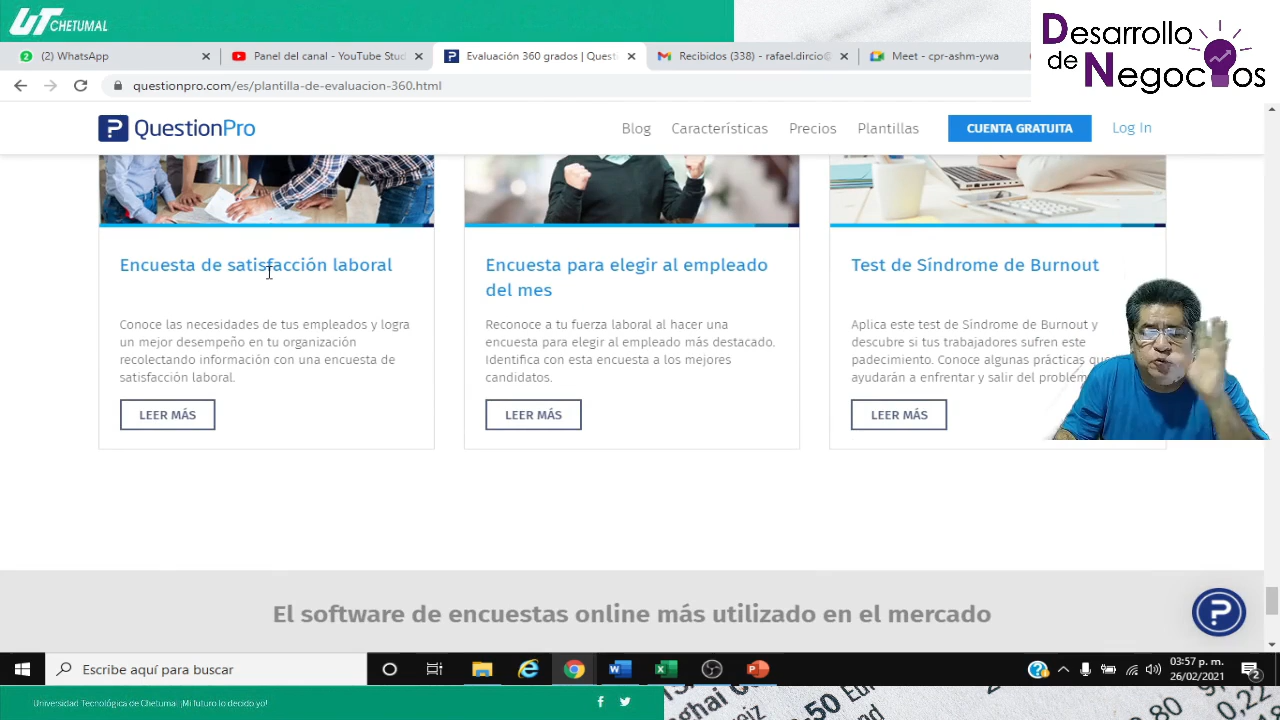 UT CHETUMAL
Desarrollo
de Negocios
(2) WhatsApp
Panel del canal - Youtube Stud
Evaluación 360 grados | Quest
Recibidos (338) - rafael.dircio@
Meet - cpr-ashm-ywa
questionpro.com/es/plantilla-de-evaluacion-360.html
QuestionPro
Blog
Características
Precios
Plantillas
CUENTA GRATUITA
Log In
Encuesta de satisfacción laboral
Conoce las necesidades de tus empleados y logra
un mejor desempeño en tu organización
recolectando información con una encuesta de
satisfacción laboral.
LEER MÁS
Encuesta para elegir al empleado
del mes
Reconoce a tu fuerza laboral al hacer una
encuesta para elegir al empleado más destacado.
Identifica con esta encuesta a los mejores
candidatos.
LEER MÁS
Test de Síndrome de Burnout
Aplica este test de Síndrome de Burnout y
descubre si tus trabajadores sufren este
padecimiento. Conoce algunas prácticas que
ayudarán a enfrentar y salir del problem
LEER MÁS
El software de encuestas online más utilizado en el mercado
Escribe aquí para buscar
03:57 p. m.
26/02/2021
2
Universidad Tecnológica de Chetumal ¡Mi futuro lo decido yo!
50
80
0,22